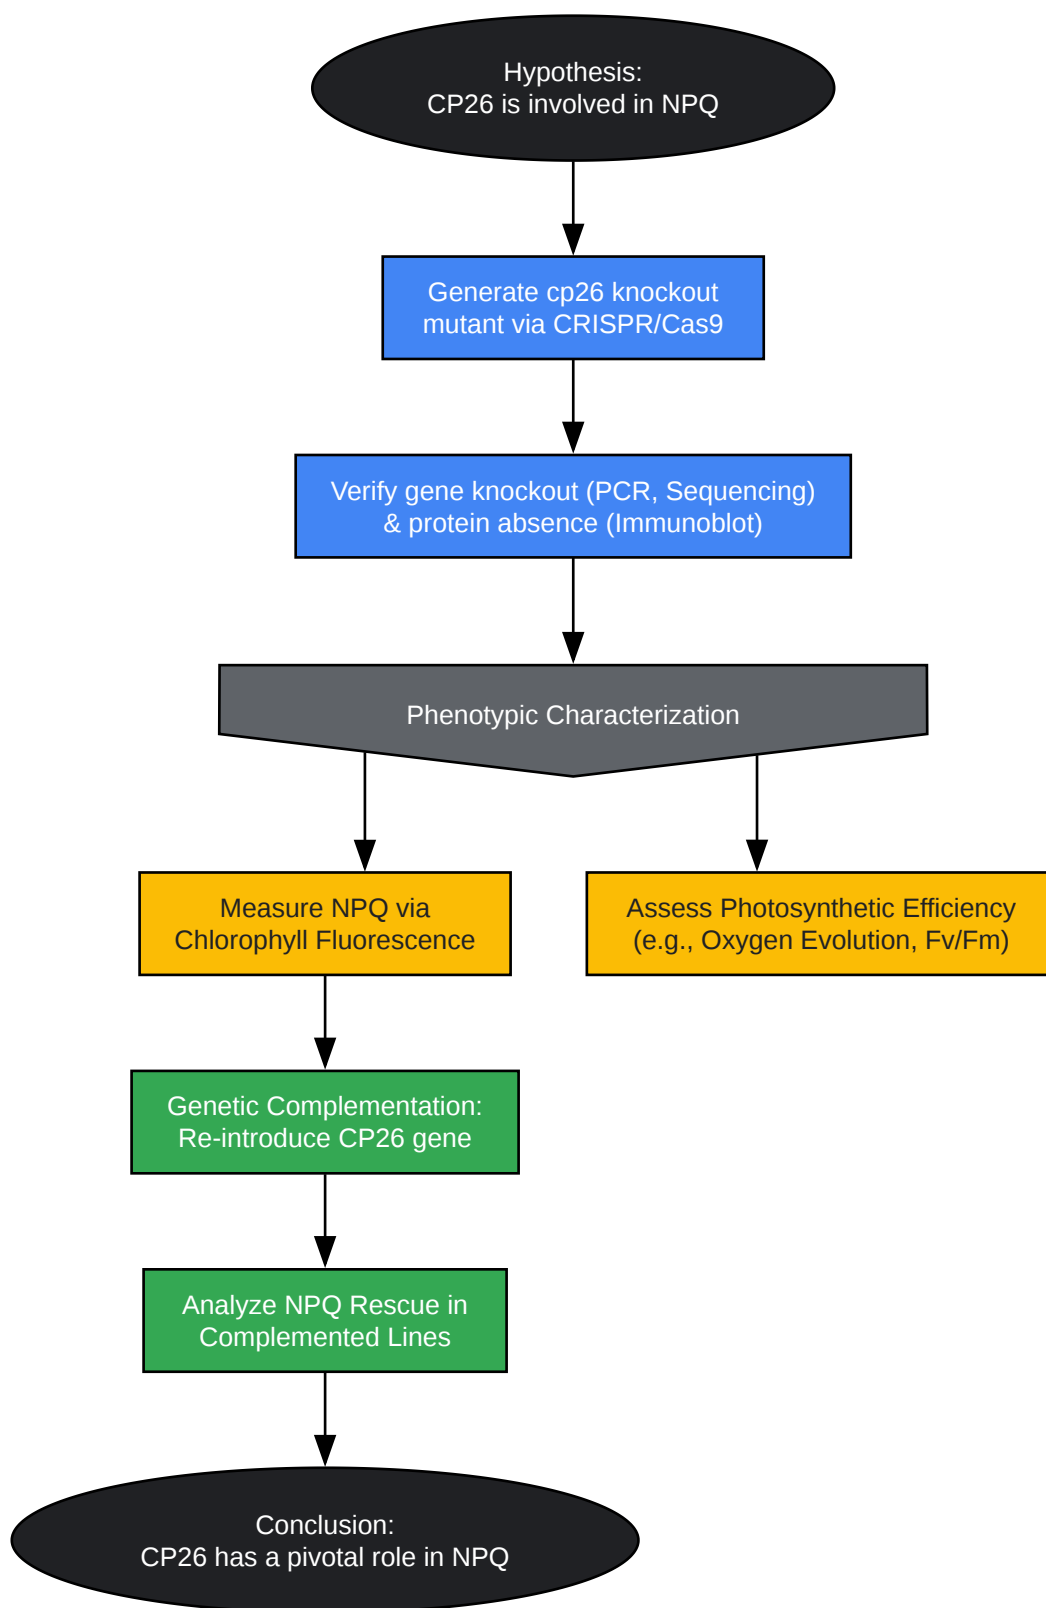 Hypothesis:
CP26 is involved in NPQ
Generate cp26 knockout
mutant via CRISPR/Cas9
Verify gene knockout (PCR, Sequencing)
& protein absence (Immunoblot)
Phenotypic Characterization
Measure NPQ via
Chlorophyll Fluorescence
Assess Photosynthetic Efficiency
(e.g., Oxygen Evolution, Fv/Fm)
Genetic Complementation:
Re-introduce CP26 gene
Analyze NPQ Rescue in
Complemented Lines
Conclusion:
CP26 has a pivotal role in NPQ